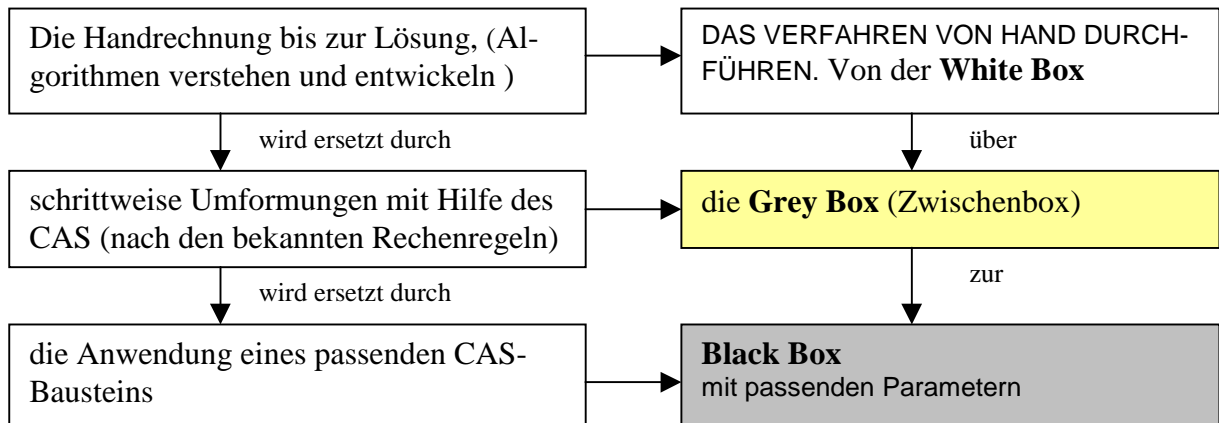 Die Handrechnung bis zur Lösung, (Al-
gorithmen verstehen und entwickeln )
DAS VERFAHREN VON HAND DURCH-
FÜHREN. Von der White Box
wird ersetzt durch
über
schrittweise Umformungen mit Hilfe des
CAS (nach den bekannten Rechenregeln)
die Grey Box (Zwischenbox)
wird ersetzt durch
zur
die Anwendung eines passenden CAS-
Bausteins
Black Box
mit passenden Parametern